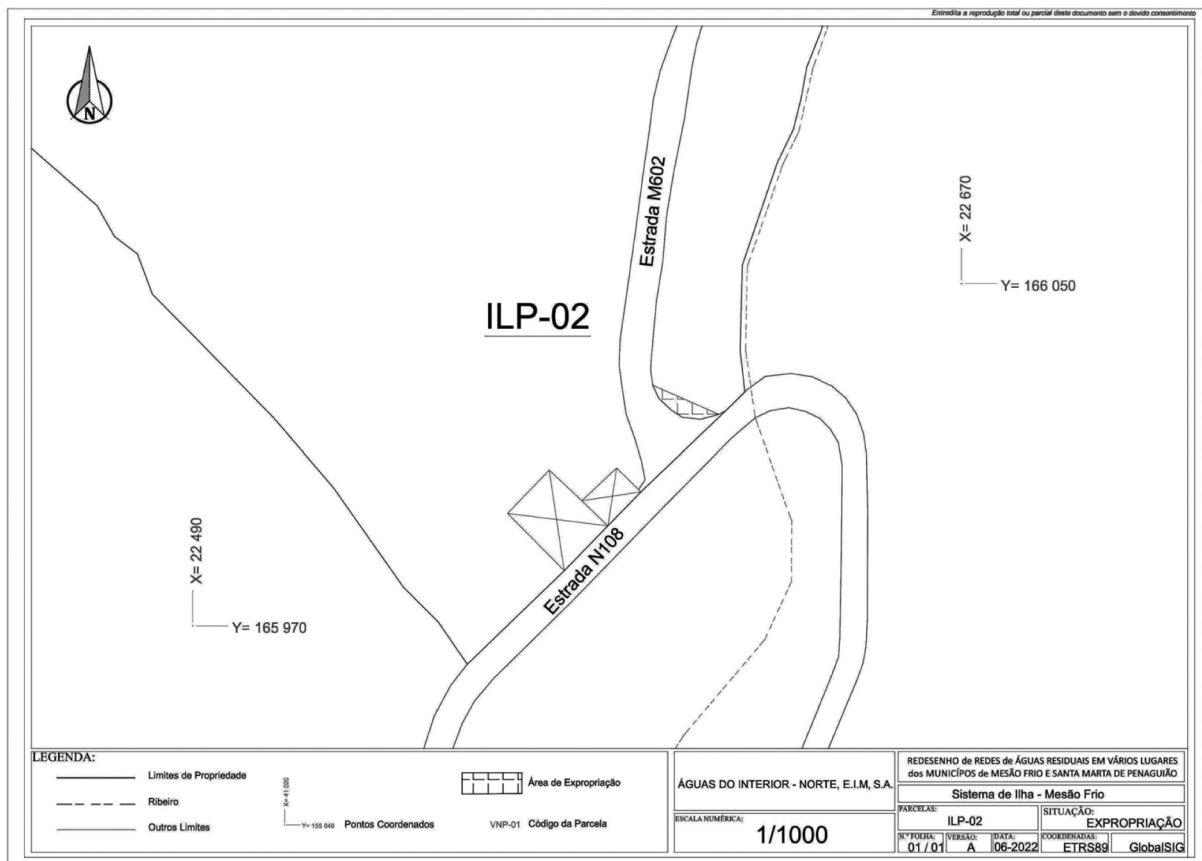 Entredita a reprodução total ou parcial deste documento sem o devido consentimento
N
Estrada M602
X= 22 670
Y= 166 050
ILP-02
X= 22 490
Y= 165 970
Estrada N108
LEGENDA:
Limites de Propriedade
Ribeiro
Outros Limites
X= 41 020
Y= 155 040
Pontos Coordenados
Área de Expropriação
VNP-01
Código da Parcela
ÁGUAS DO INTERIOR - NORTE, E.I.M, S.A.
ESCALA NUMÉRICA:
1/1000
REDESENHO de REDES de ÁGUAS RESIDUAIS EM VÁRIOS LUGARES
dos MUNICÍPOS de MESÃO FRIO E SANTA MARTA DE PENAGUIÃO
Sistema de Ilha - Mesão Frio
PARCELAS:
ILP-02
SITUAÇÃO:
EXPROPRIAÇÃO
N.º FOLHA:
01 / 01
VERSÃO:
A
DATA:
06-2022
COORDENADAS:
ETRS89
GlobalSIG